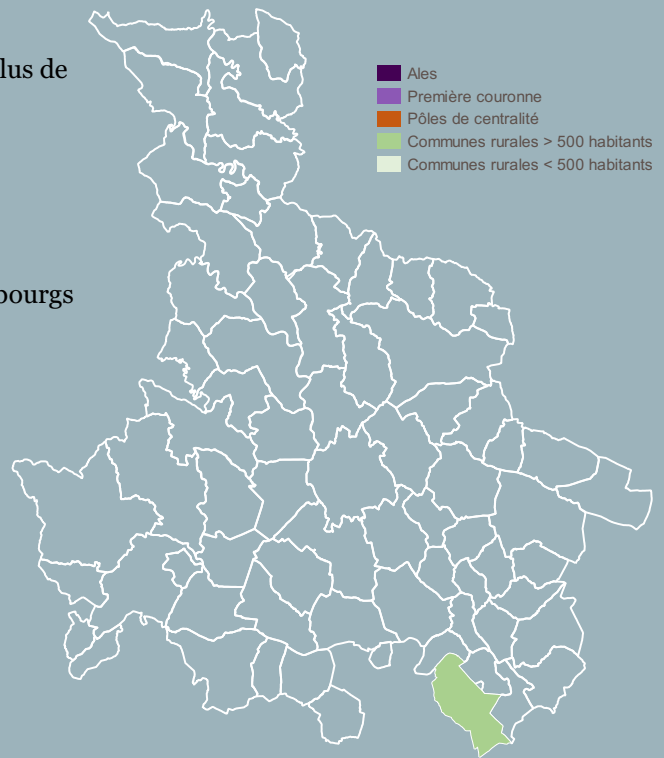 lus de
Ales
Première couronne
Pôles de centralité
Communes rurales > 500 habitants
Communes rurales < 500 habitants
bourgs